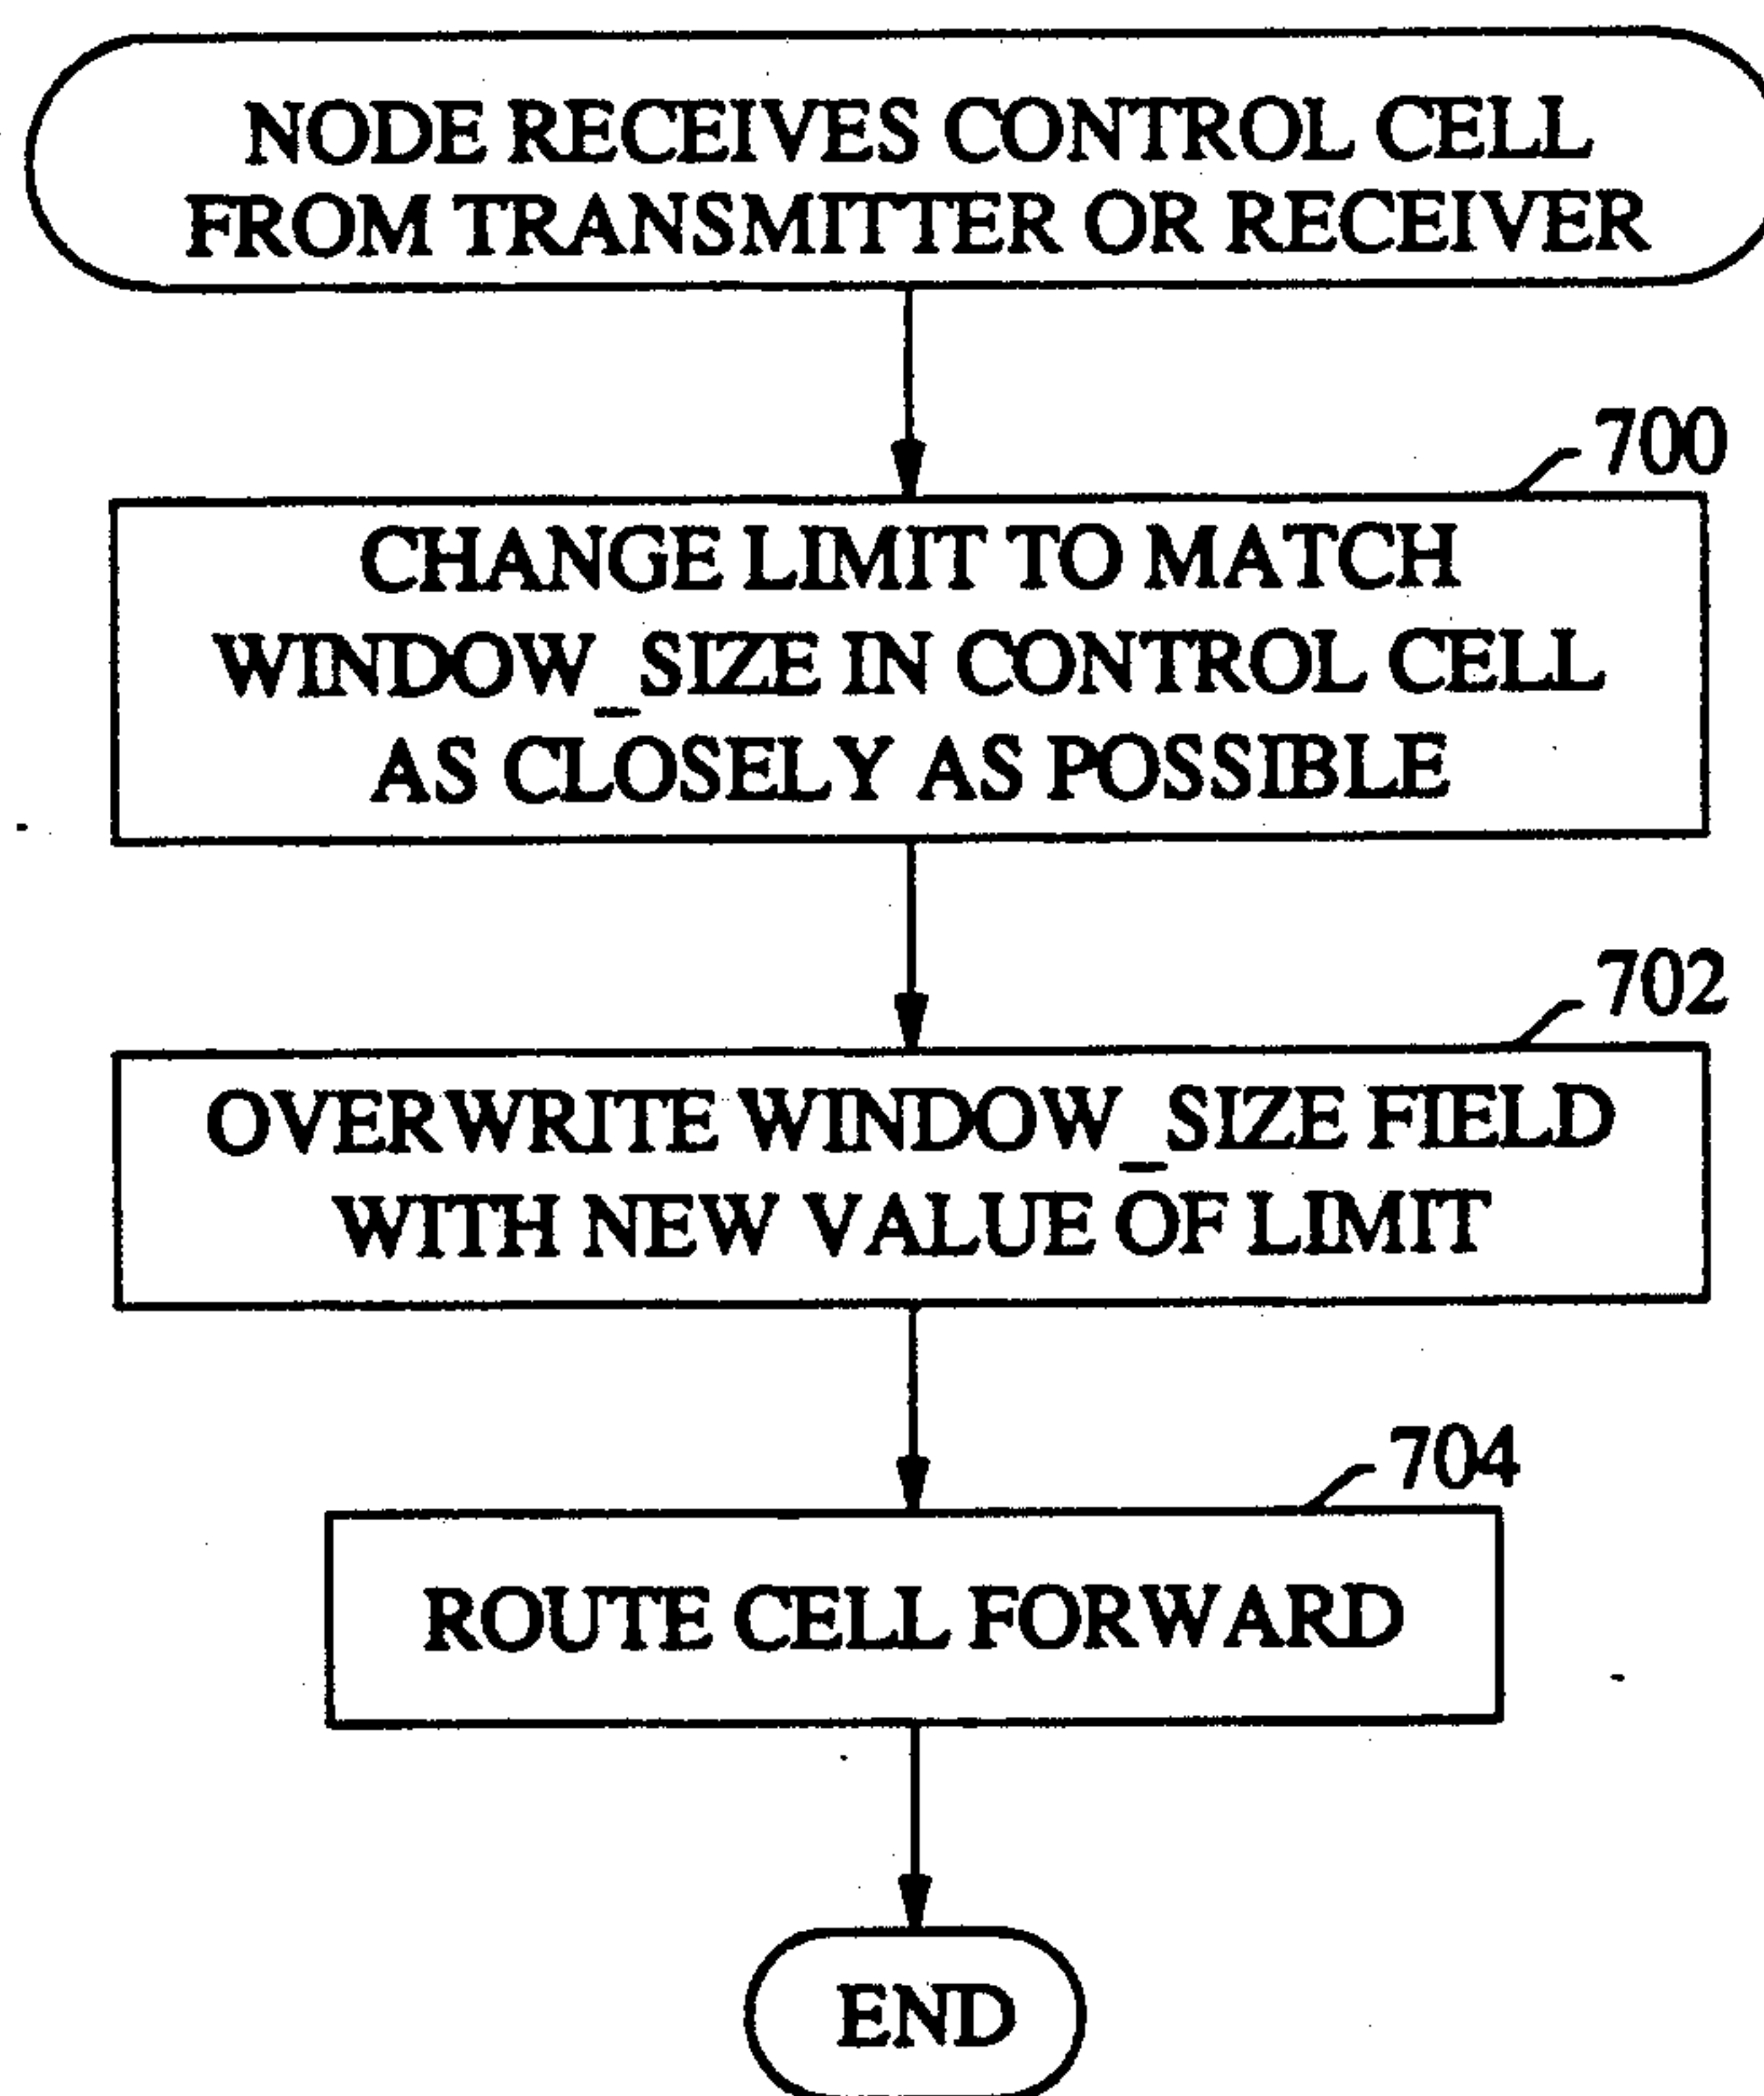 NODE RECEIVES CONTROL CELL
FROM TRANSMITTER OR RECEIVER
700
CHANGE LIMIT TO MATCH
WINDOW_SIZE IN CONTROL CELL
AS CLOSELY AS POSSIBLE
702
OVERWRITE WINDOW_SIZE FIELD
WITH NEW VALUE OF LIMIT
704
ROUTE CELL FORWARD
END